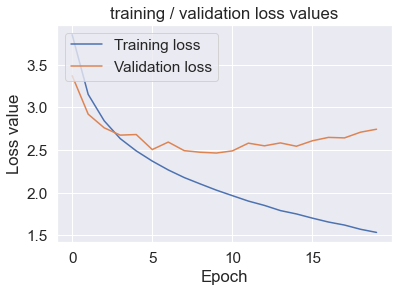 training / validation loss values
Training loss
Validation loss
3.5
3.0
2.5
2.0
1.5
Loss value
0
5
10
15
Epoch